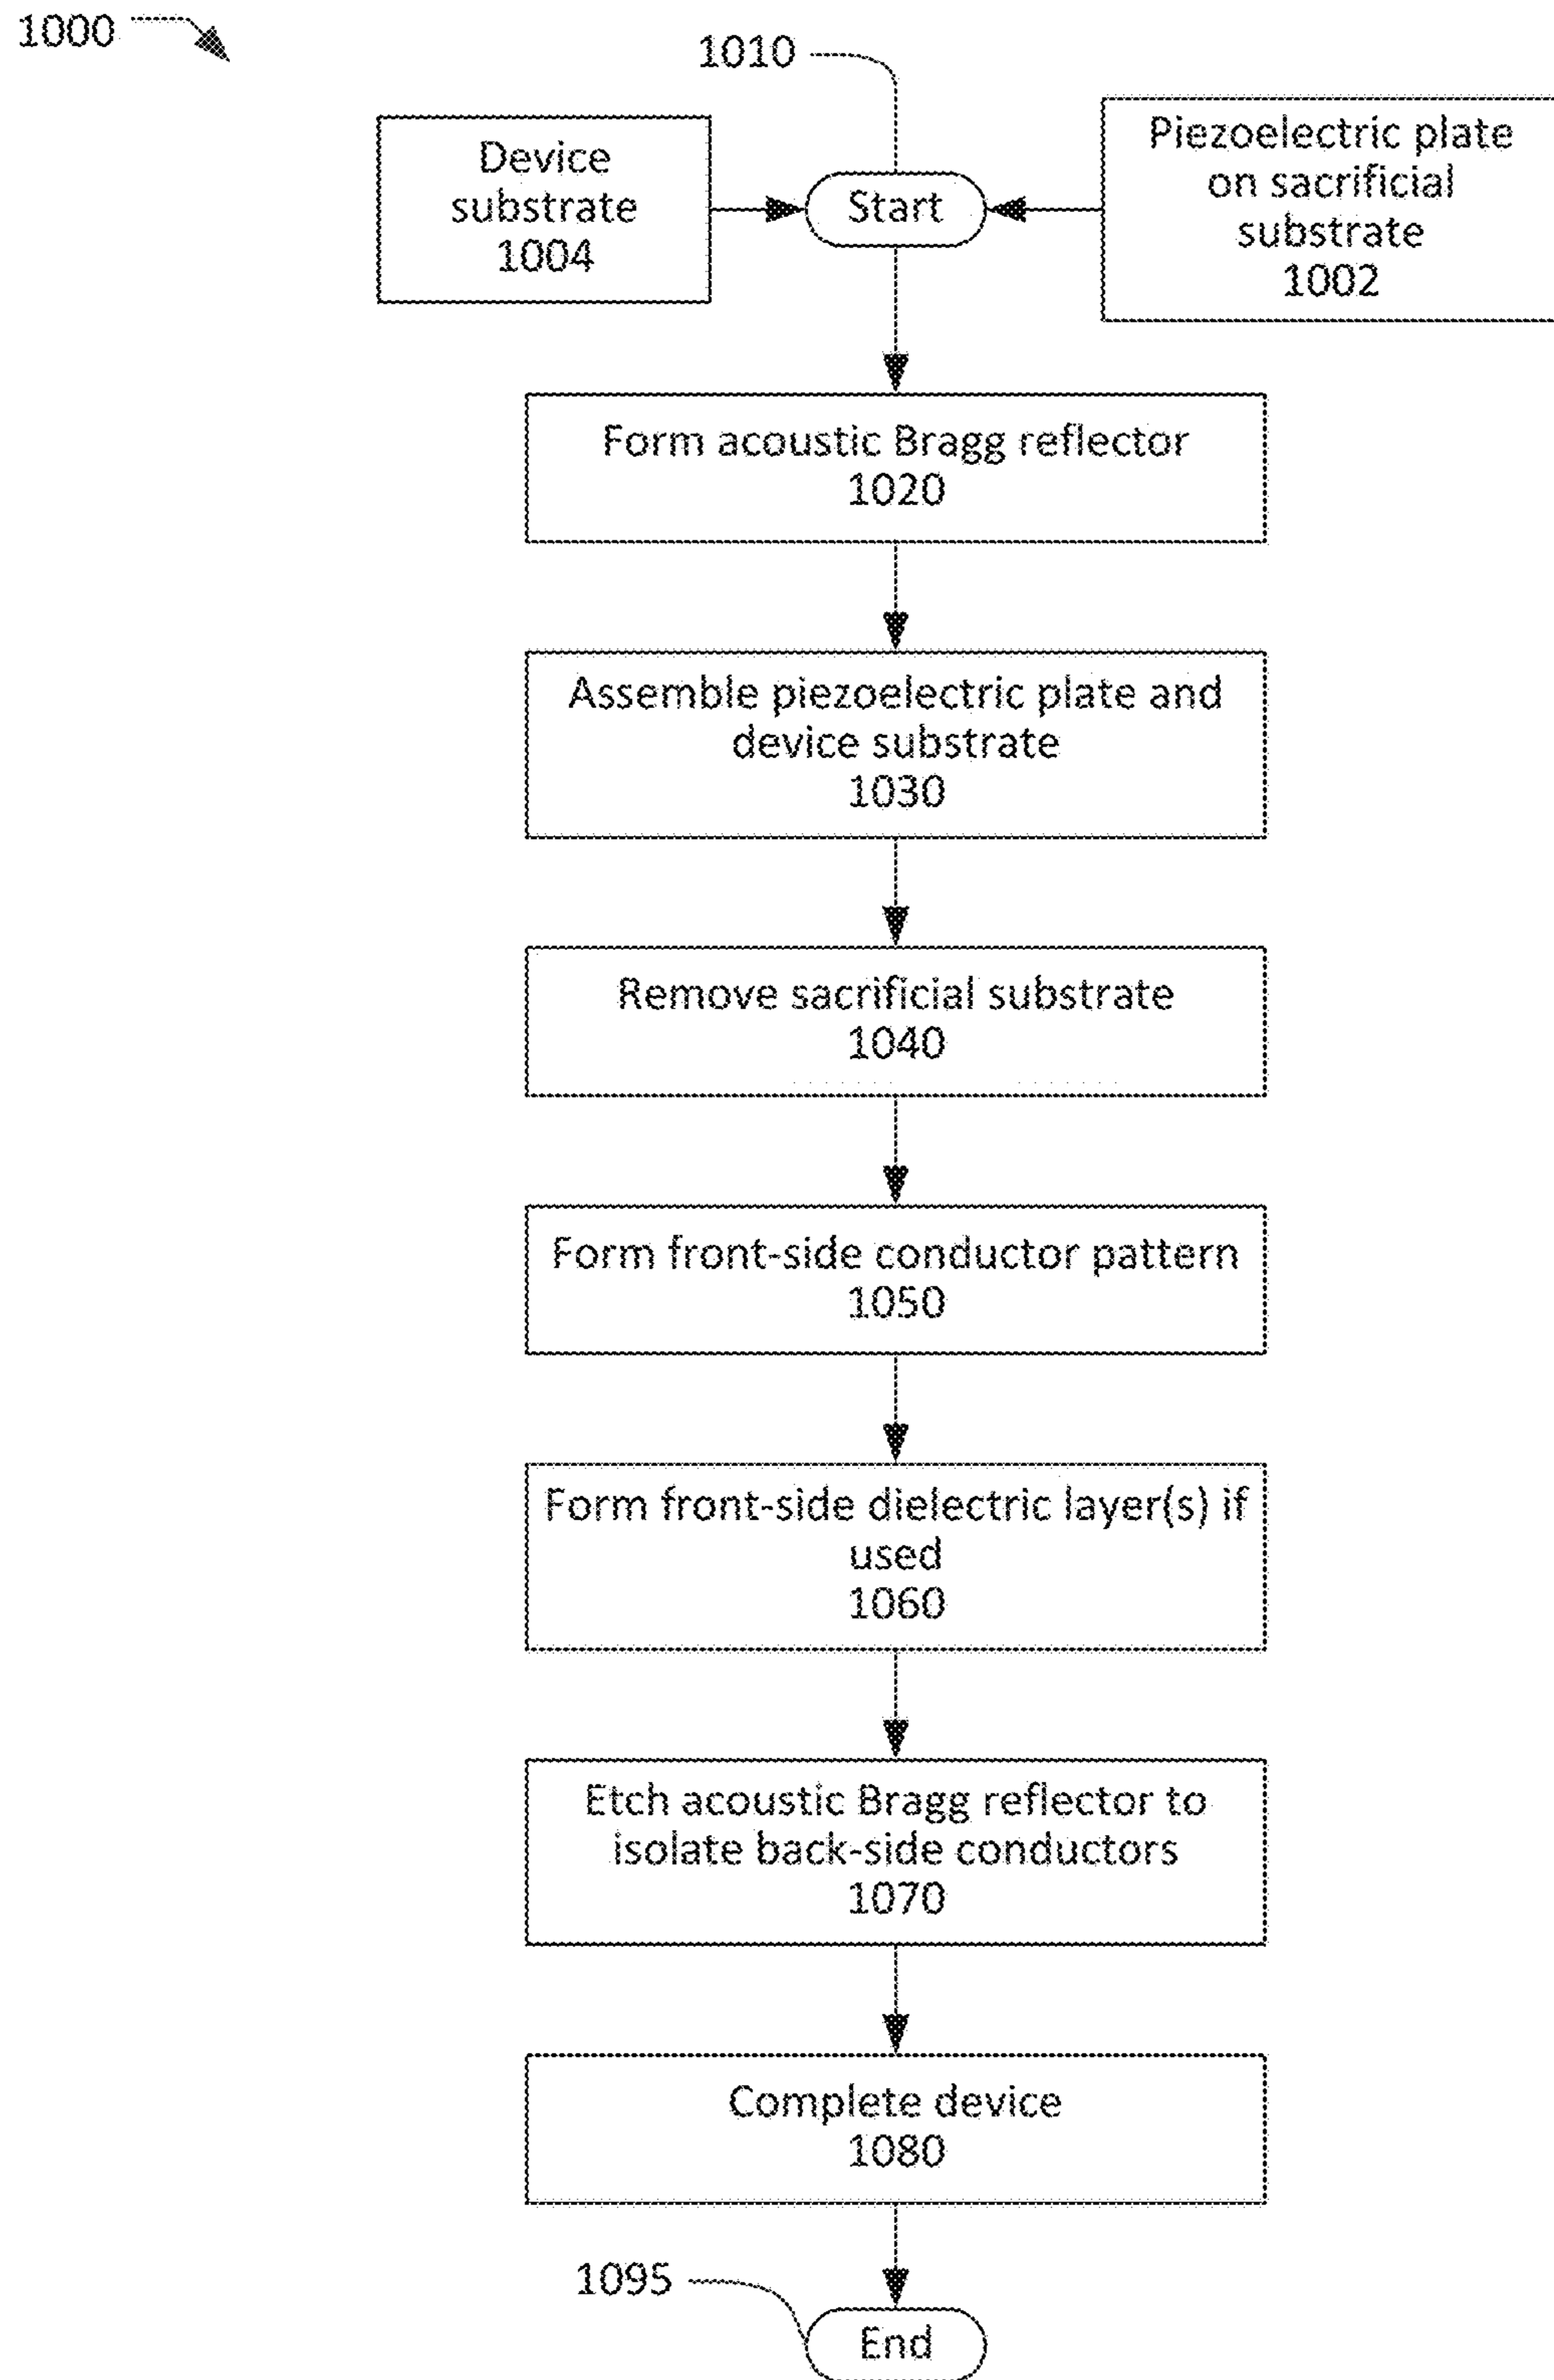 1000
1010
Device
substrate
1004
Start
Piezoelectric plate
on sacrificial
substrate
1002
Form acoustic Bragg reflector
1020
Assemble piezoelectric plate and
device substrate
1030
Remove sacrificial substrate
1040
Form front-side conductor pattern
1050
Form front-side dielectric layer(s) if
used
1060
Etch acoustic Bragg reflector to
isolate back-side conductors
1070
Complete device
1080
1095
End